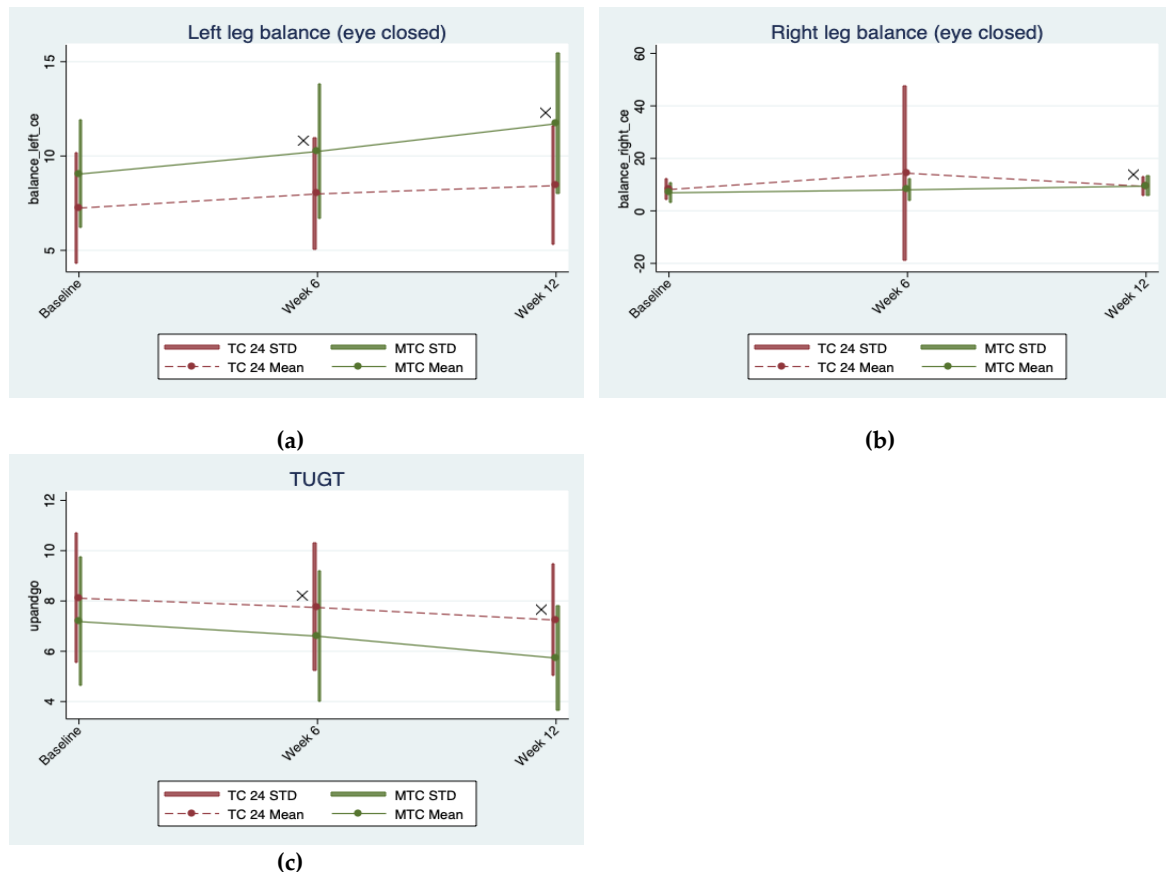 Left leg balance (eye closed)
balance_left_ce
15
10
5
Baseline
Week 6
Week 12
TC 24 STD
MTC STD
TC 24 Mean
MTC Mean
(a)
Right leg balance (eye closed)
balance_right_ce
60
40
20
0
-20
Baseline
Week 6
Week 12
TC 24 STD
MTC STD
TC 24 Mean
MTC Mean
(b)
TUGT
upandgo
12
10
8
6
4
Baseline
Week 6
Week 12
TC 24 STD
MTC STD
TC 24 Mean
MTC Mean
(c)